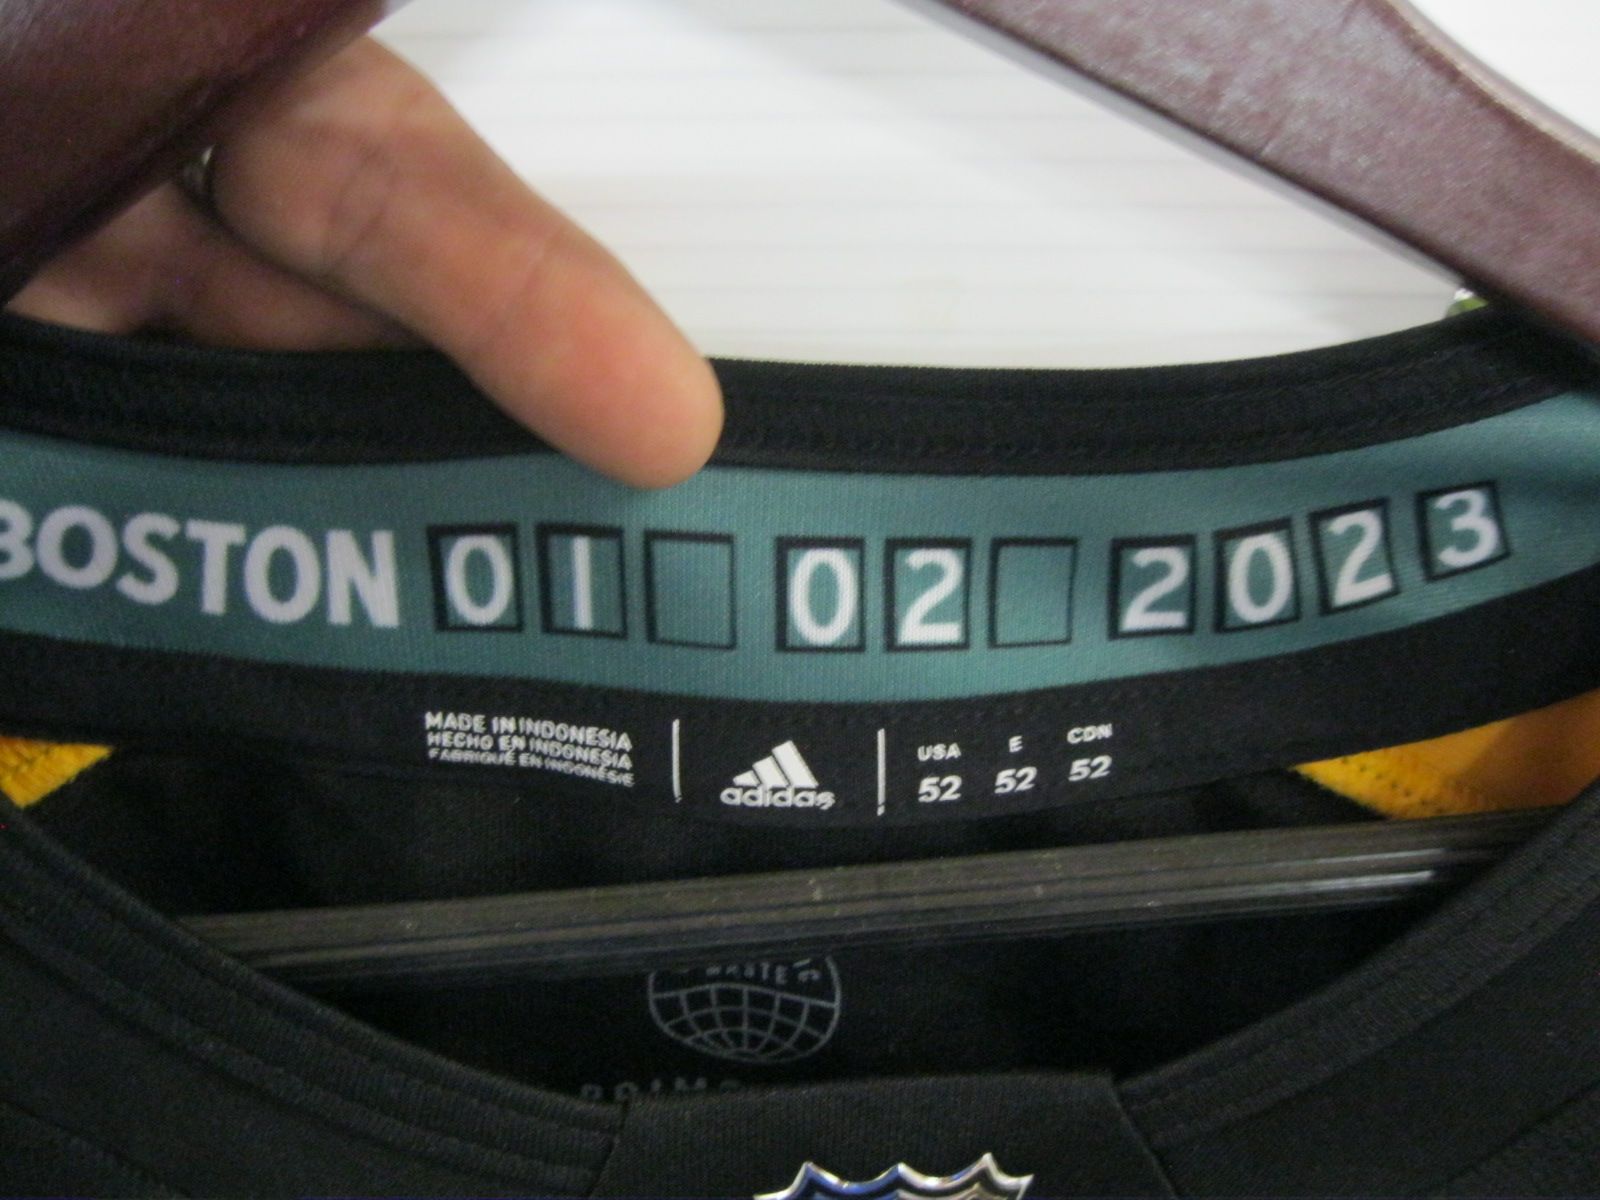 BOSTON 01 02 2023
MADE IN INDONESIA
HECHO EN INDONESIA
FABRIQUÉ EN INDONÉSIE
adidas
USA E CDN
52 52 52